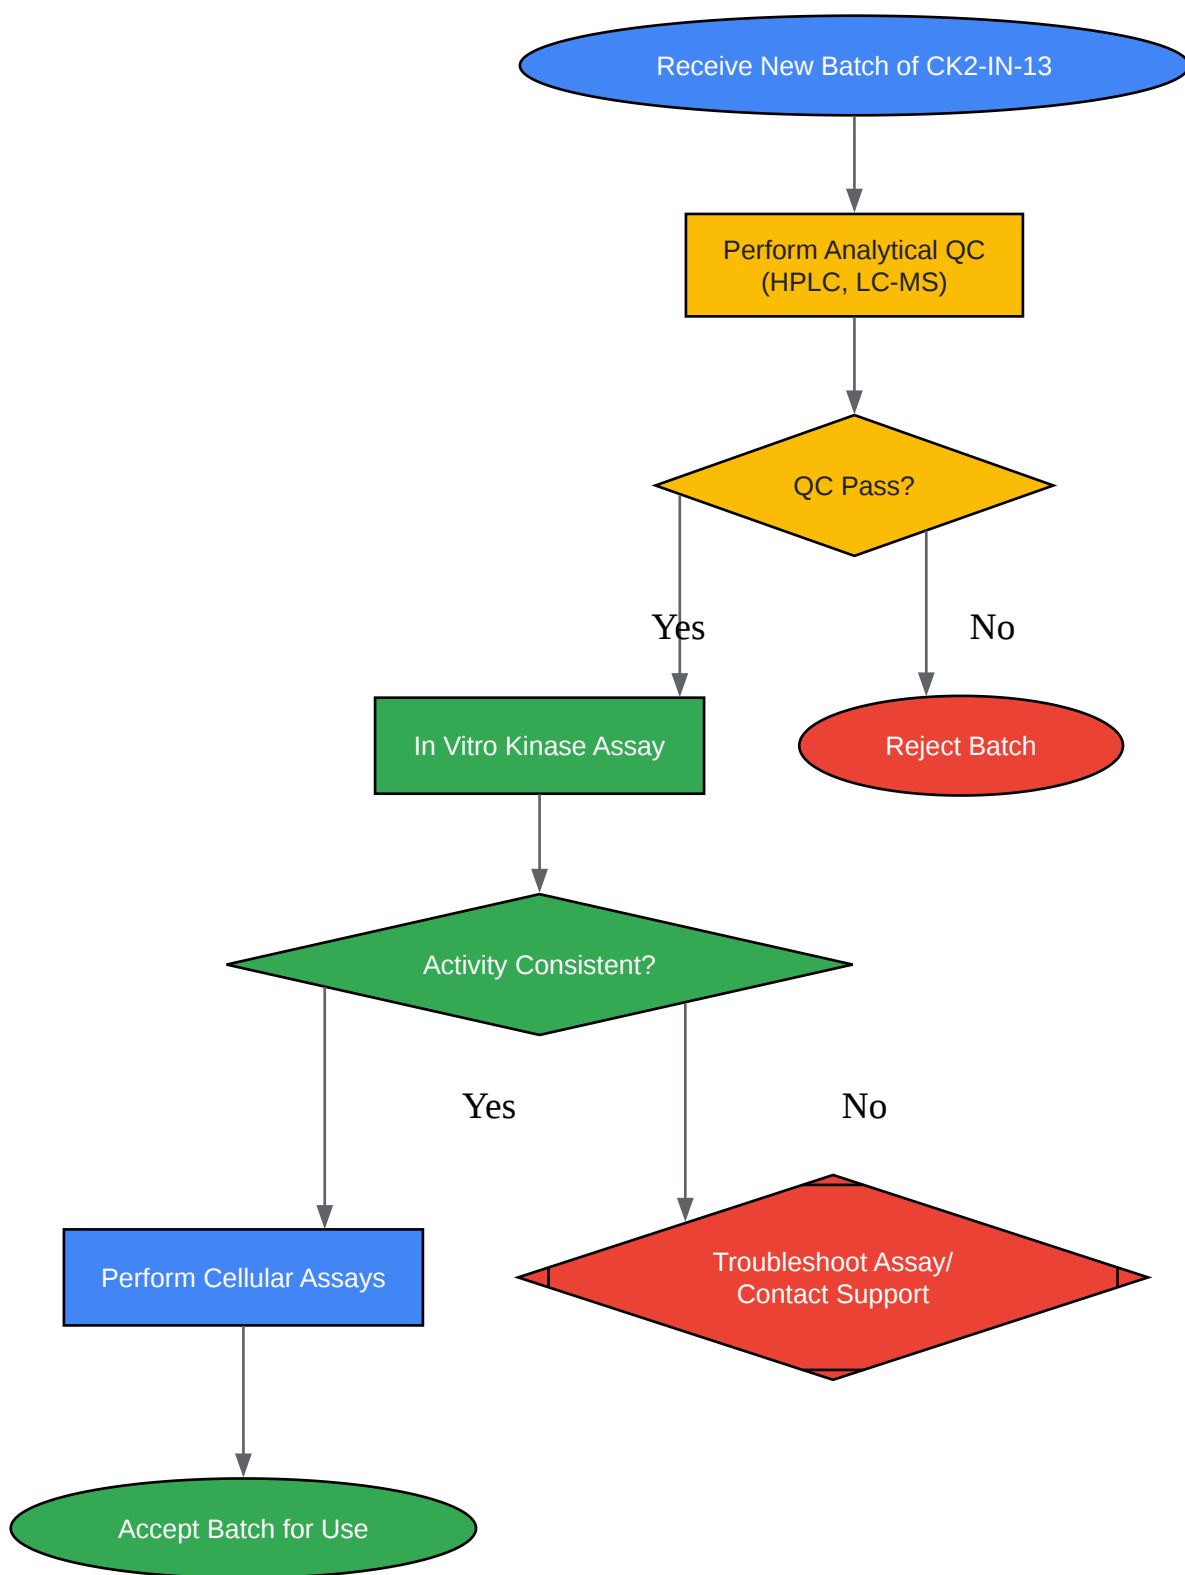 Receive New Batch of CK2-IN-13
Perform Analytical QC
(HPLC, LC-MS)
QC Pass?
Yes
No
In Vitro Kinase Assay
Reject Batch
Activity Consistent?
Yes
No
Troubleshoot Assay/
Contact Support
Perform Cellular Assays
Accept Batch for Use